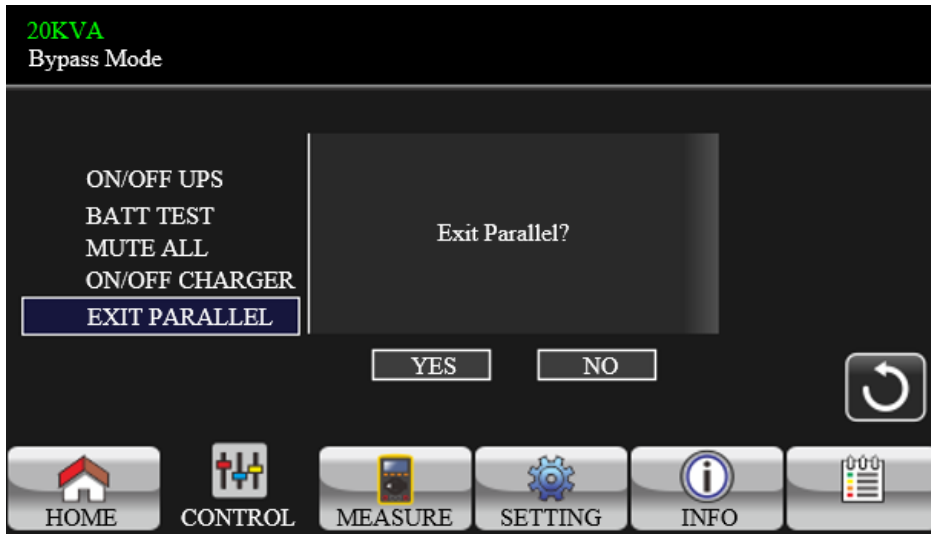 20KVA
Bypass Mode
ON/OFF UPS
BATT TEST
MUTE ALL
ON/OFF CHARGER
EXIT PARALLEL
Exit Parallel?
YES
NO
HOME
CONTROL
MEASURE
SETTING
INFO